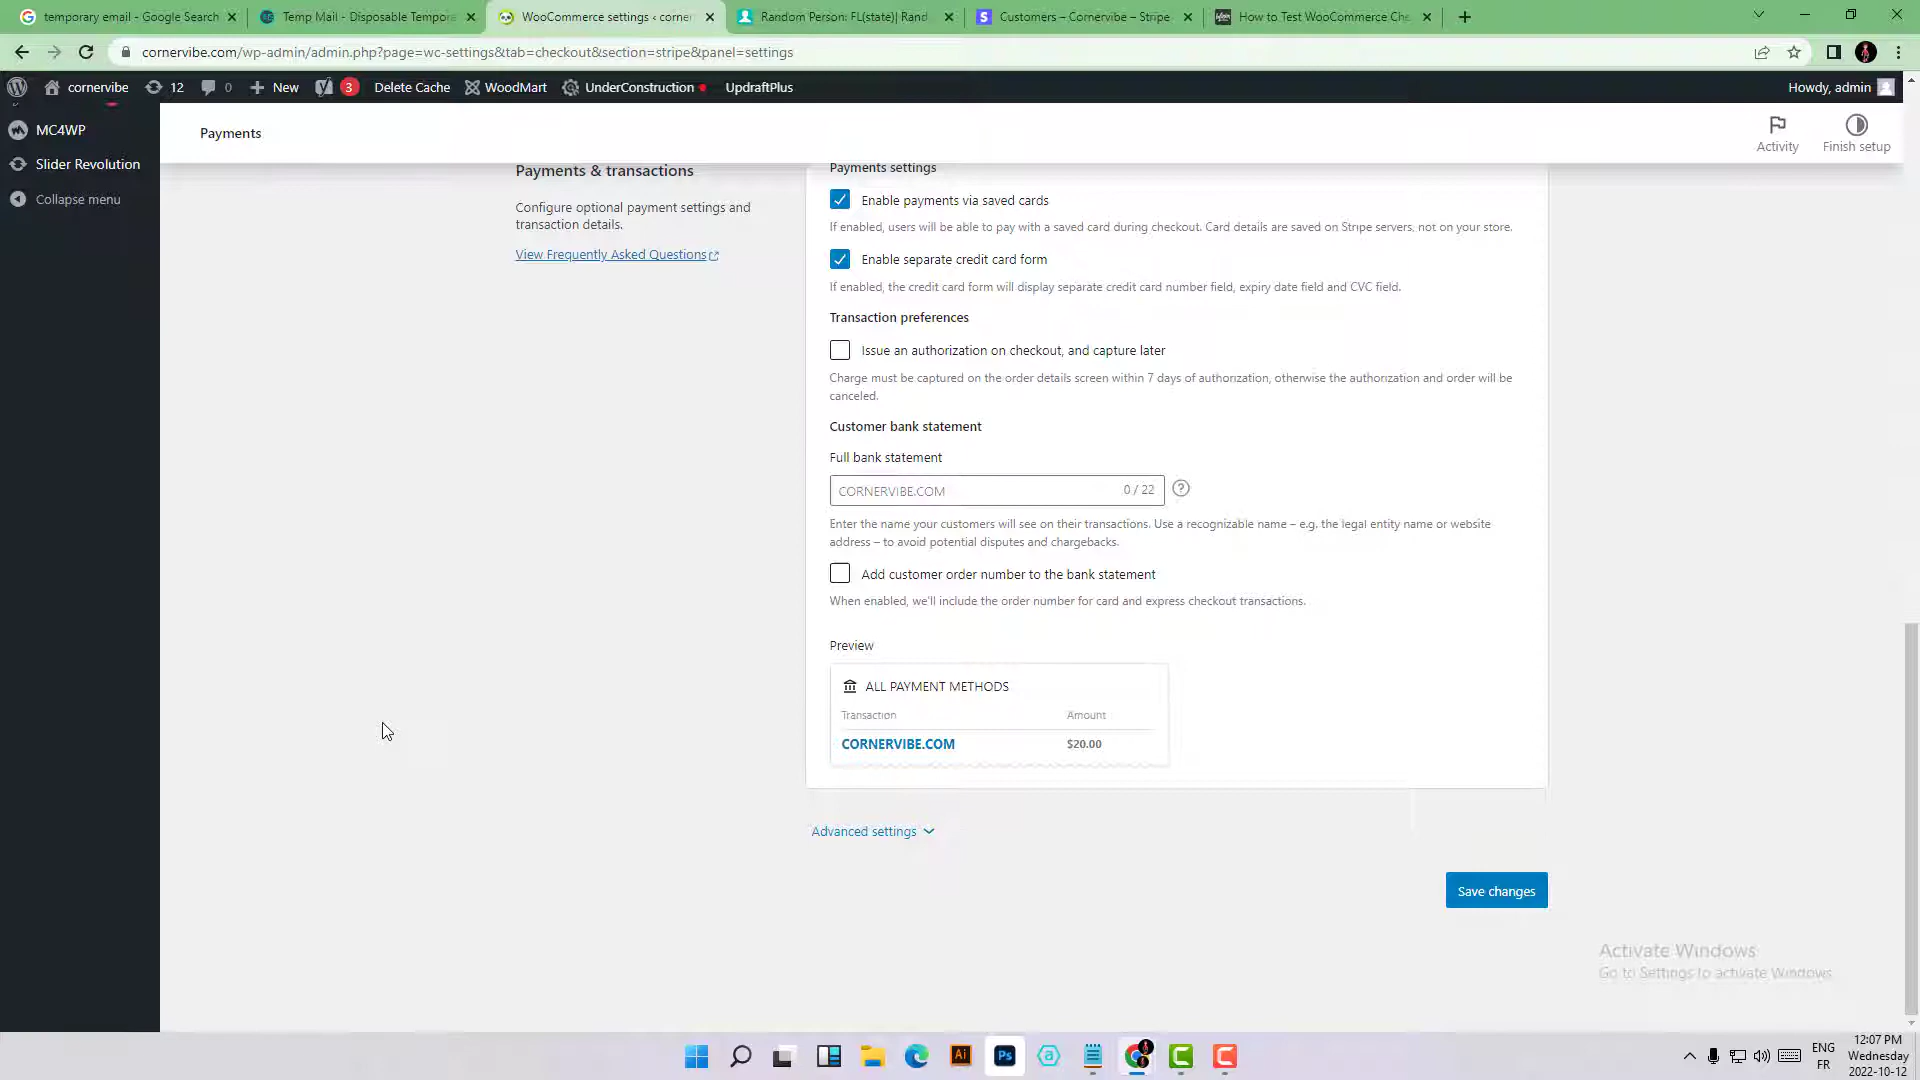 temporary email - Google Search
Temp Mail - Disposable Tempora
WooCommerce settings ‹ corner
Random Person: FL(state)| Rand
Customers – Cornervibe – Stripe
How to Test WooCommerce Che
cornervibe.com/wp-admin/admin.php?page=wc-settings&tab=checkout&section=stripe&panel=settings
cornervibe 12 0 New 3 Delete Cache WoodMart UnderConstruction UpdraftPlus Howdy, admin
MC4WP
Slider Revolution
Collapse menu
Payments
Activity
Finish setup
Payments & transactions
Configure optional payment settings and
transaction details.
View Frequently Asked Questions
Payments settings
Enable payments via saved cards
If enabled, users will be able to pay with a saved card during checkout. Card details are saved on Stripe servers, not on your store.
Enable separate credit card form
If enabled, the credit card form will display separate credit card number field, expiry date field and CVC field.
Transaction preferences
Issue an authorization on checkout, and capture later
Charge must be captured on the order details screen within 7 days of authorization, otherwise the authorization and order will be
canceled.
Customer bank statement
Full bank statement
CORNERVIBE.COM 0 / 22
Enter the name your customers will see on their transactions. Use a recognizable name – e.g. the legal entity name or website
address – to avoid potential disputes and chargebacks.
Add customer order number to the bank statement
When enabled, we'll include the order number for card and express checkout transactions.
Preview
ALL PAYMENT METHODS
Transaction Amount
CORNERVIBE.COM $20.00
Advanced settings
Save changes
Activate Windows
Go to Settings to activate Windows.
Ai
Ps
ENG
FR
12:07 PM
Wednesday
2022-10-12